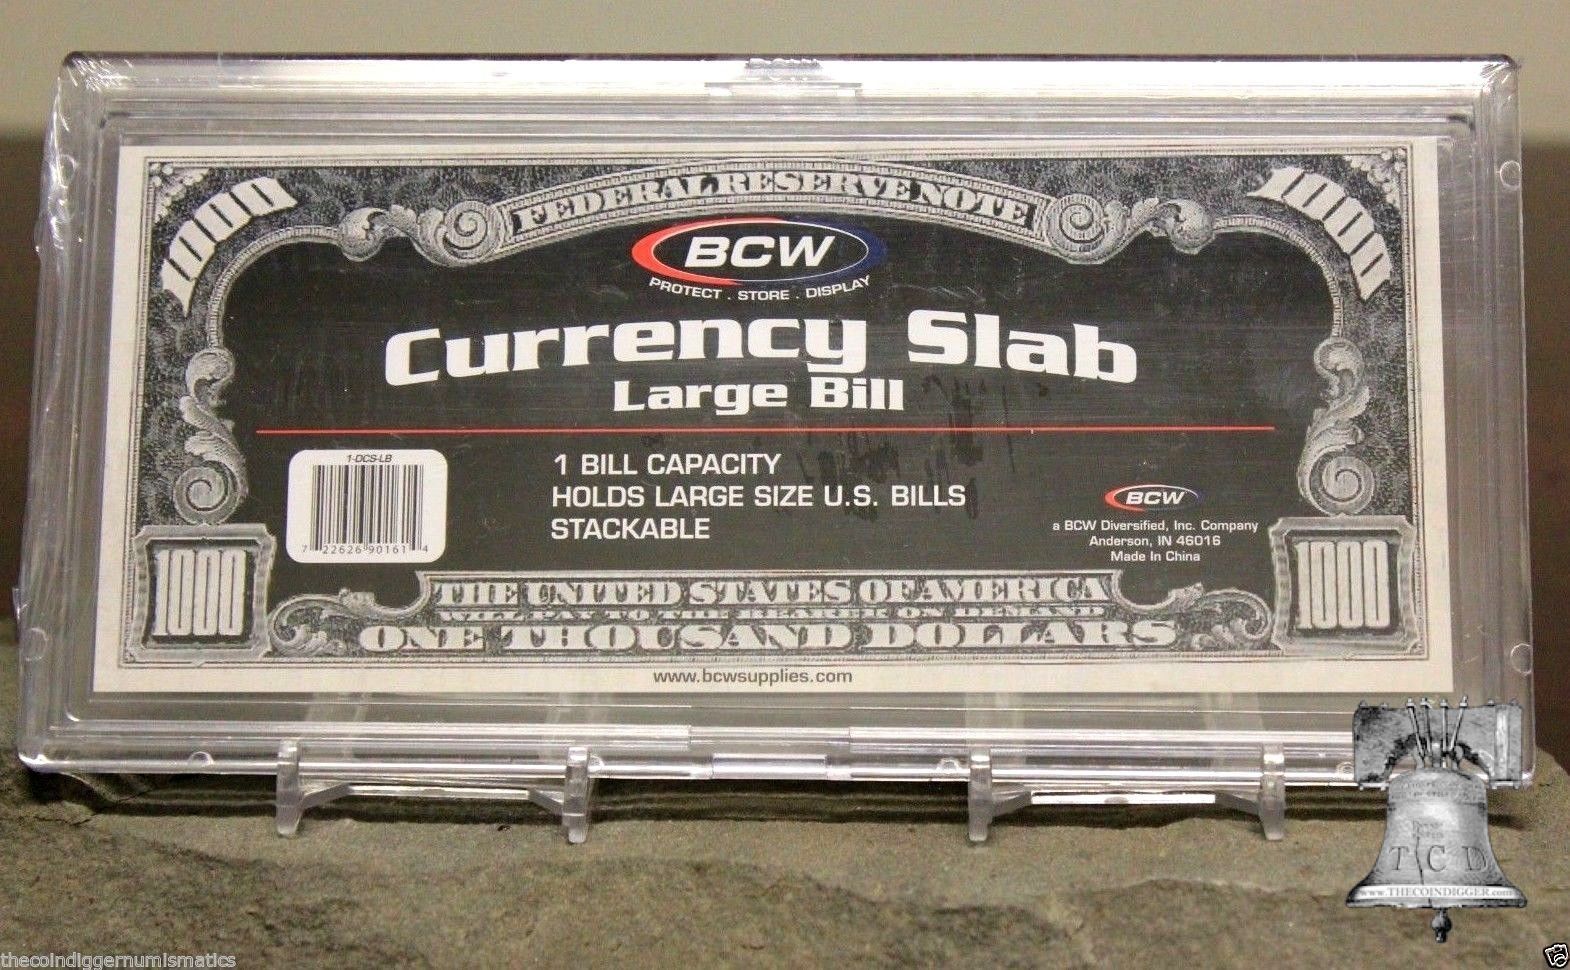 FEDERAL RESERVE NOTE
1000
1000
BCW
PROTECT . STORE . DISPLAY
Currency Slab
Large Bill
1-DCS-LB
7 22626 90161 4
1 BILL CAPACITY
HOLDS LARGE SIZE U.S. BILLS
STACKABLE
BCW
a BCW Diversified, Inc. Company
Anderson, IN 46016
Made In China
1000
1000
THE UNITED STATES OF AMERICA
WILL PAY TO THE BEARER ON DEMAND
ONE THOUSAND DOLLARS
www.bcwsupplies.com
T C D
www.THECOINDIGGER.com
thecoindiggernumismatics